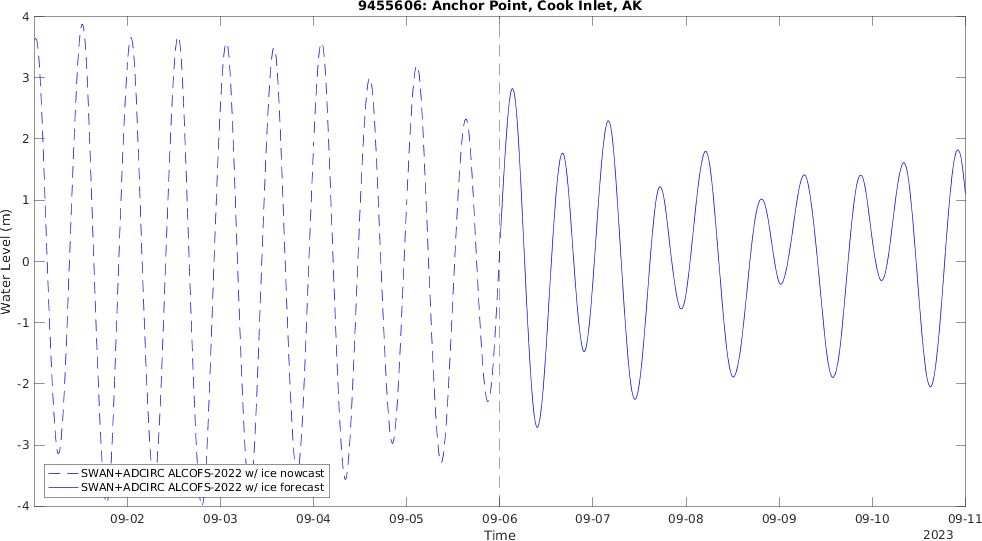 9455606: Anchor Point, Cook Inlet, AK
Water Level (m)
4
3
2
1
0
-1
-2
-3
-4
SWAN+ADCIRC ALCOFS-2022 w/ ice nowcast
SWAN+ADCIRC ALCOFS-2022 w/ ice forecast
09-02 09-03 09-04 09-05 09-06 09-07 09-08 09-09 09-10 09-11
Time
2023